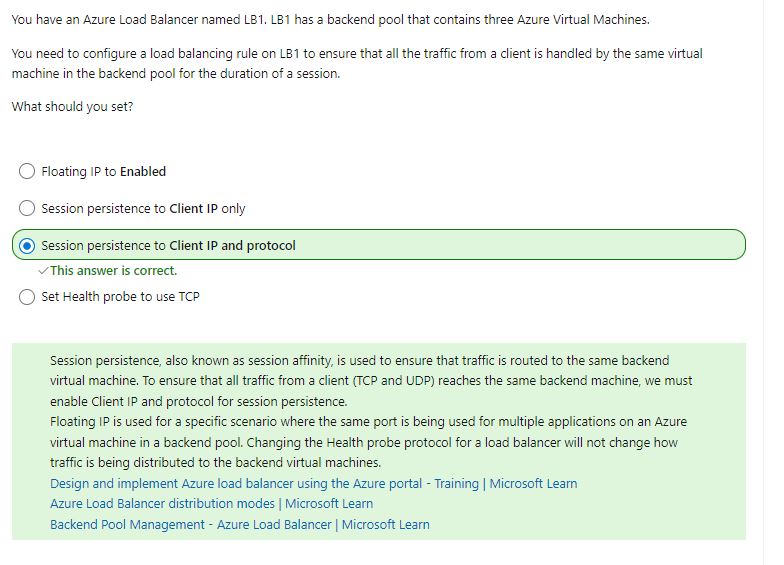 You have an Azure Load Balancer named LB1. LB1 has a backend pool that contains three Azure Virtual Machines.
You need to configure a load balancing rule on LB1 to ensure that all the traffic from a client is handled by the same virtual
machine in the backend pool for the duration of a session.
What should you set?
Floating IP to Enabled
Session persistence to Client IP only
Session persistence to Client IP and protocol
✓This answer is correct.
Set Health probe to use TCP
Session persistence, also known as session affinity, is used to ensure that traffic is routed to the same backend
virtual machine. To ensure that all traffic from a client (TCP and UDP) reaches the same backend machine, we must
enable Client IP and protocol for session persistence.
Floating IP is used for a specific scenario where the same port is being used for multiple applications on an Azure
virtual machine in a backend pool. Changing the Health probe protocol for a load balancer will not change how
traffic is being distributed to the backend virtual machines.
Design and implement Azure load balancer using the Azure portal - Training | Microsoft Learn
Azure Load Balancer distribution modes | Microsoft Learn
Backend Pool Management - Azure Load Balancer | Microsoft Learn